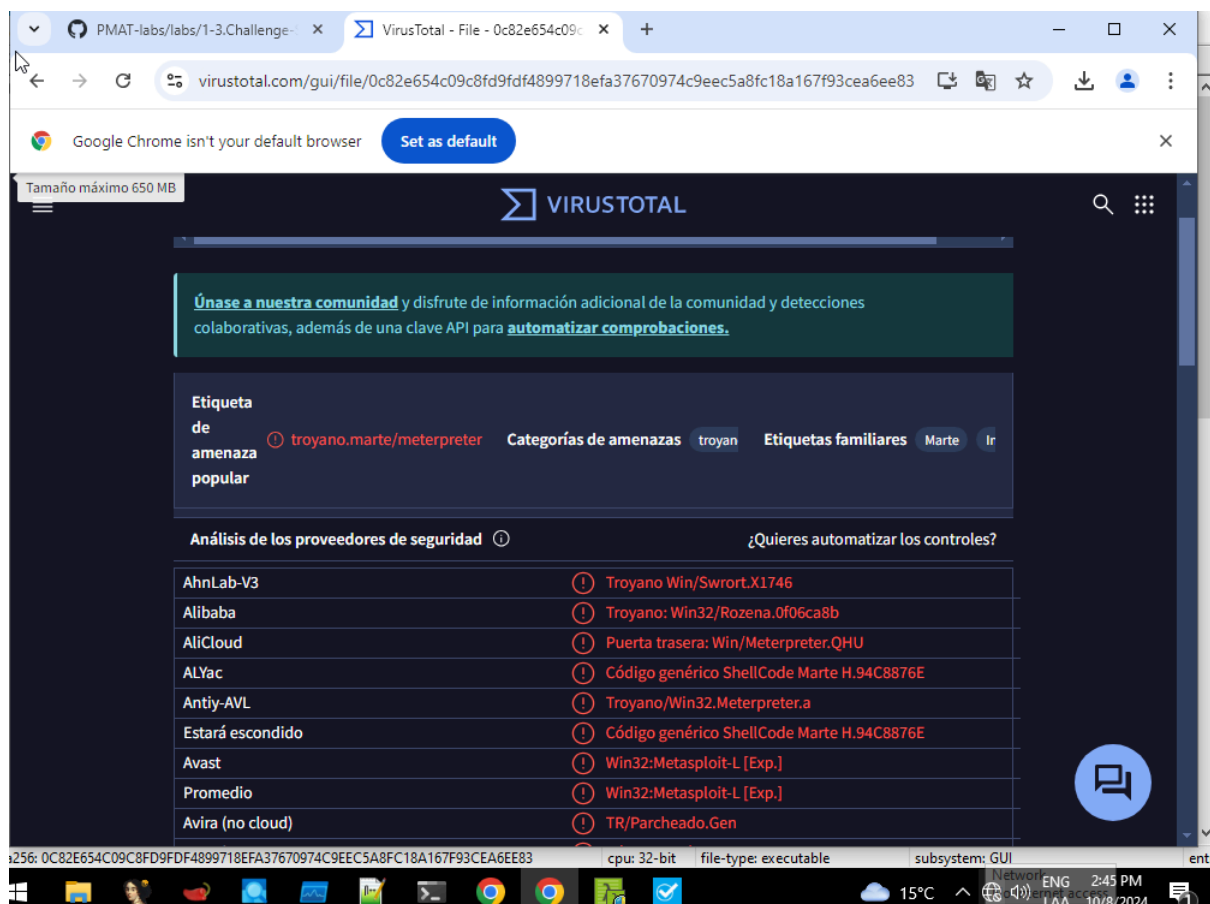 PMAT-labs/labs/1-3.Challenge-
VirusTotal - File - 0c82e654c09c
virustotal.com/gui/file/0c82e654c09c8fd9fdf4899718efa37670974c9eec5a8fc18a167f93cea6ee83
Google Chrome isn't your default browser Set as default
Tamaño máximo 650 MB
VIRUSTOTAL
Únase a nuestra comunidad y disfrute de información adicional de la comunidad y detecciones
colaborativas, además de una clave API para automatizar comprobaciones.
Etiqueta
de
amenaza
popular
troyano.marte/meterpreter
Categorías de amenazas troyan
Etiquetas familiares Marte
Análisis de los proveedores de seguridad ¿Quieres automatizar los controles?
AhnLab-V3 Troyano Win/Swrort.X1746
Alibaba Troyano: Win32/Rozena.0f06ca8b
AliCloud Puerta trasera: Win/Meterpreter.QHU
ALYac Código genérico ShellCode Marte H.94C8876E
Antiy-AVL Troyano/Win32.Meterpreter.a
Estará escondido Código genérico ShellCode Marte H.94C8876E
Avast Win32:Metasploit-L [Exp.]
Promedio Win32:Metasploit-L [Exp.]
Avira (no cloud) TR/Parcheado.Gen
a256: 0C82E654C09C8FD9FDF4899718EFA37670974C9EEC5A8FC18A167F93CEA6EE83 cpu: 32-bit file-type: executable subsystem: GUI ent
Network
15°C ENG 2:45 PM
LAA 10/8/2024